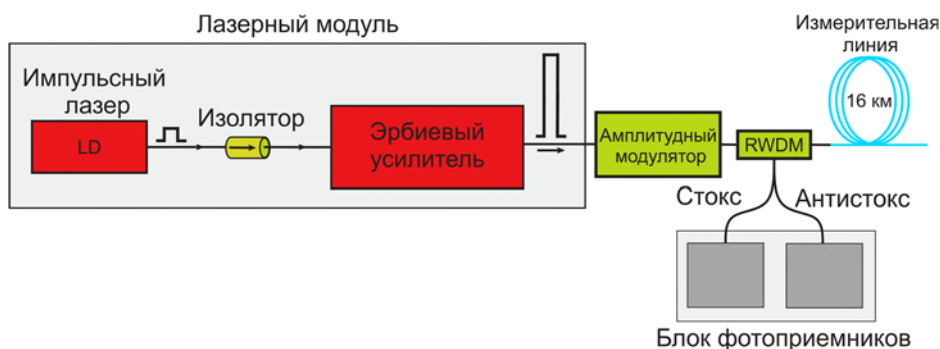 Лазерный модуль
Импульсный
лазер
LD
Изолятор
Эрбиевый
усилитель
Амплитудный
модулятор
RWDM
Измерительная
линия
16 км
Стокс
Антистокс
Блок фотоприемников